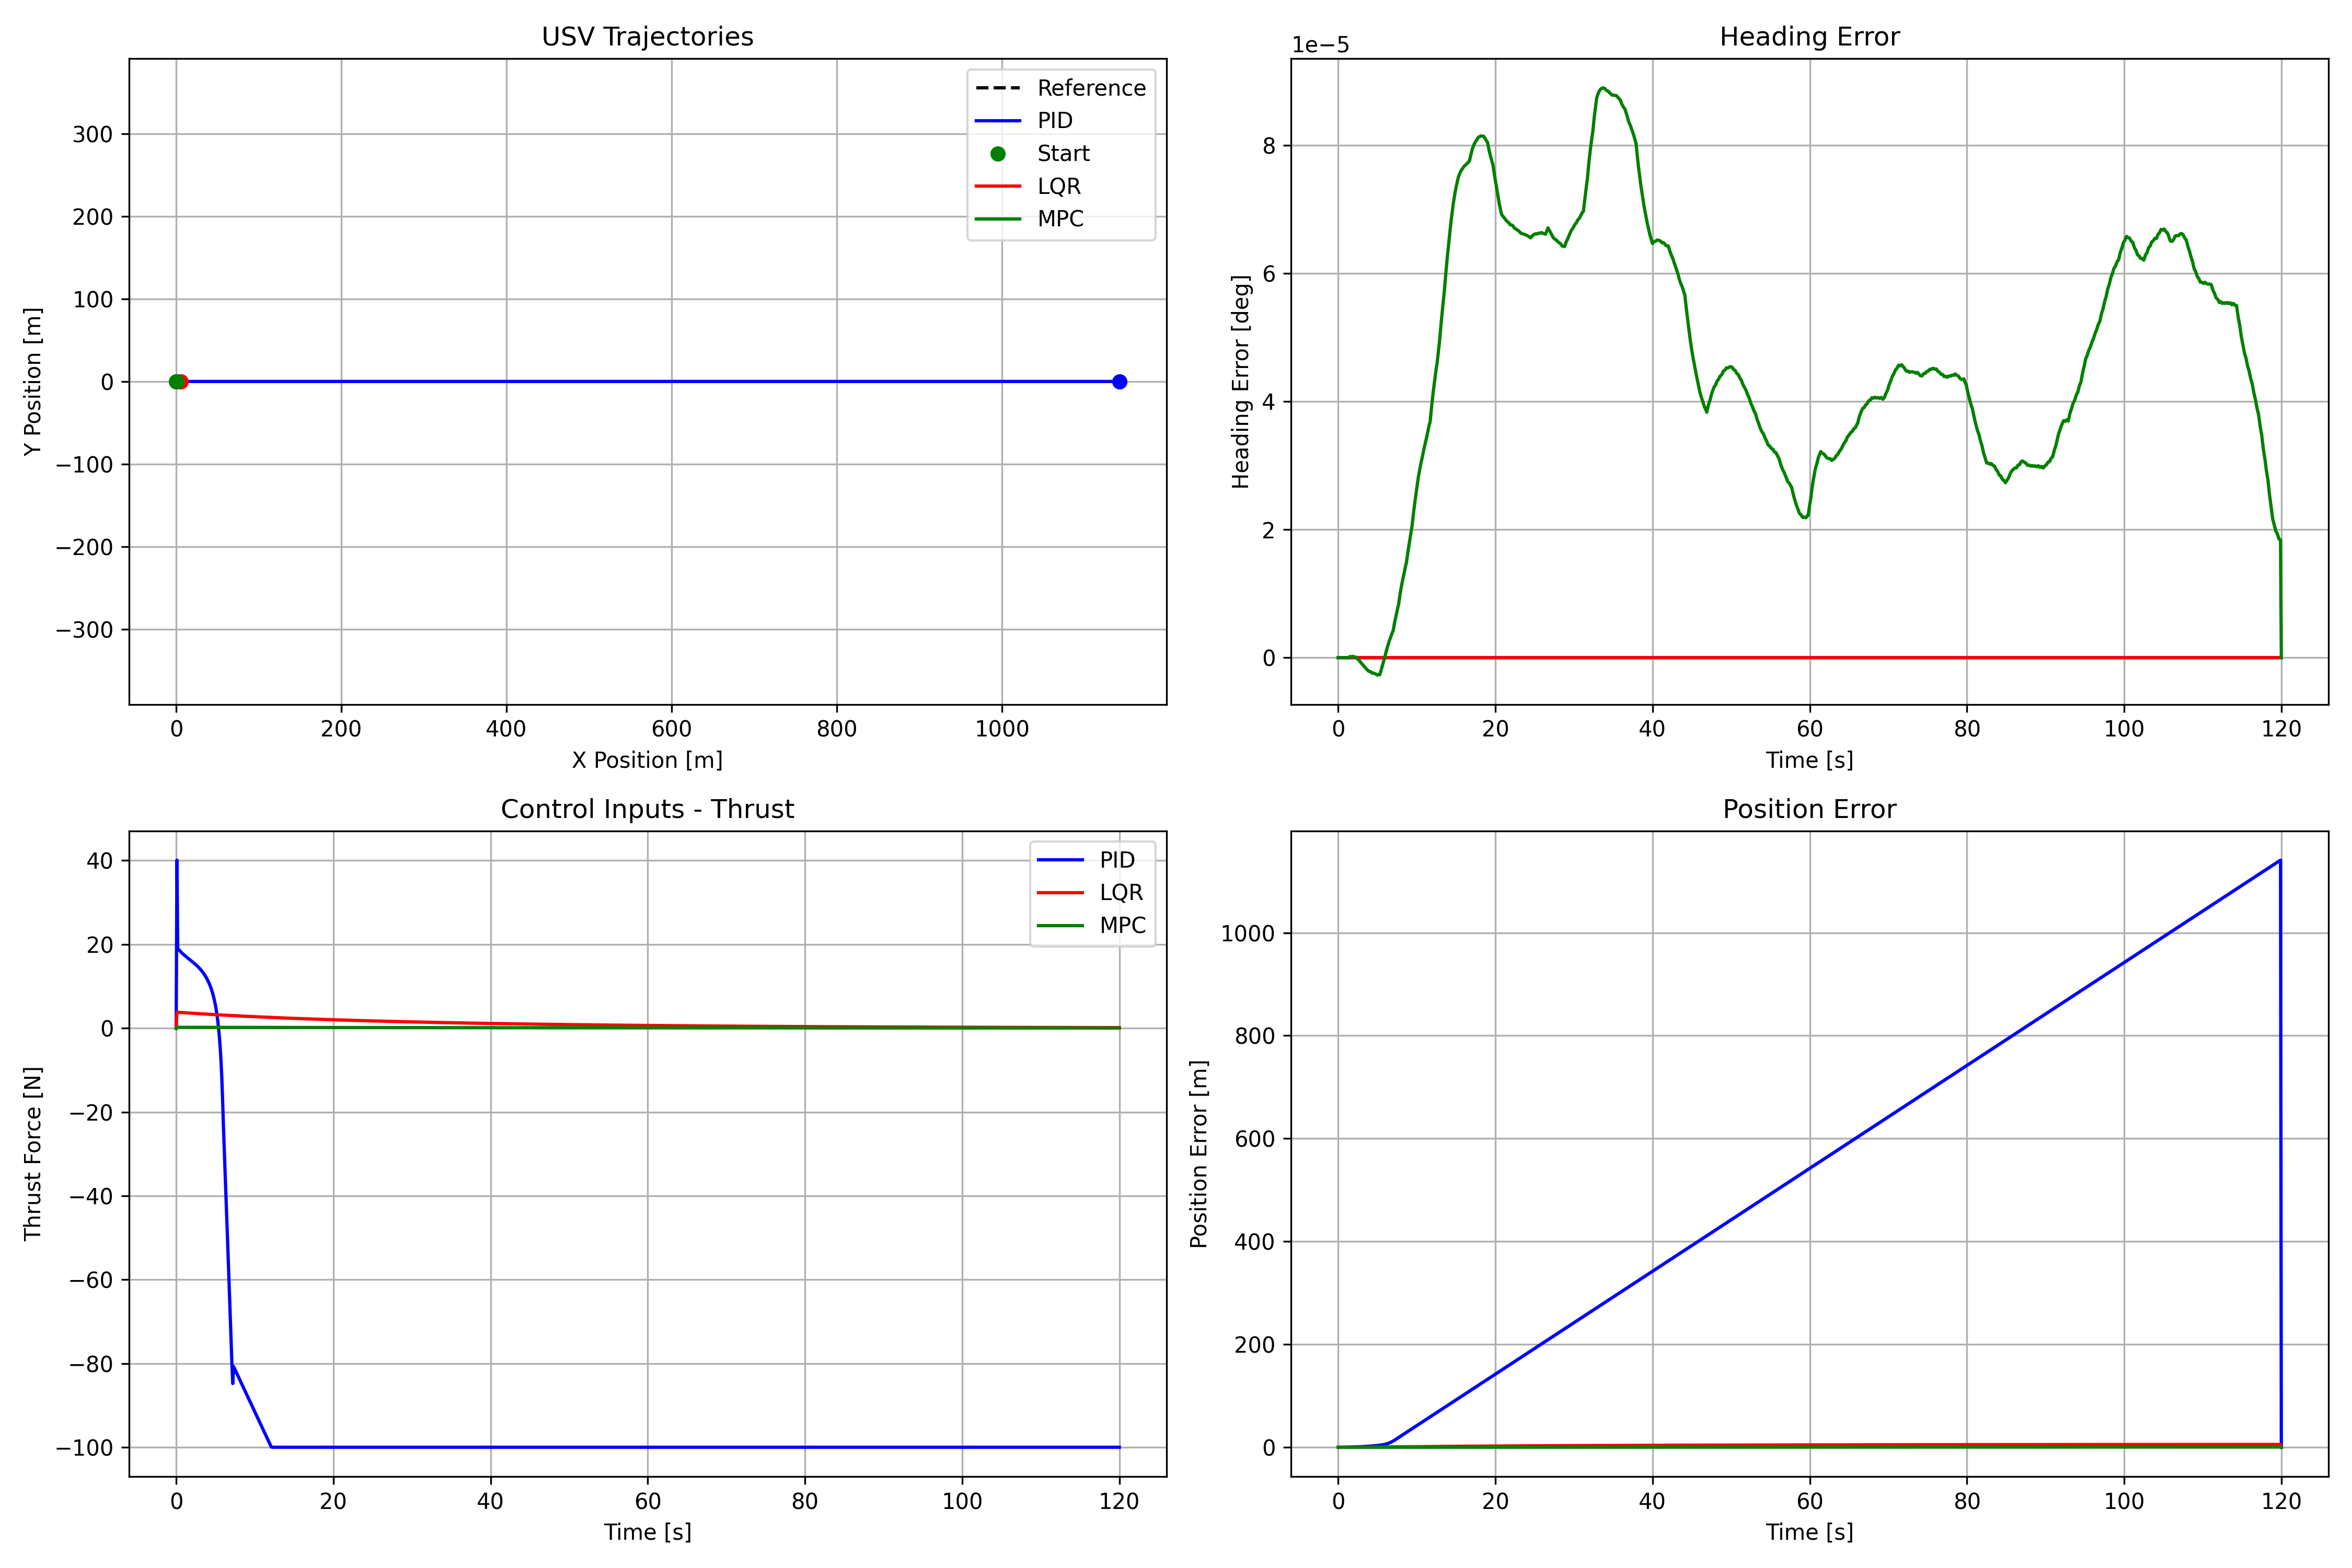 USV Trajectories
Y Position [m]
300
200
100
0
−100
−200
−300
0 200 400 600 800 1000
X Position [m]
Reference
PID
Start
LQR
MPC
Heading Error
1e−5
Heading Error [deg]
8
6
4
2
0
0 20 40 60 80 100 120
Time [s]
Control Inputs - Thrust
Thrust Force [N]
40
20
0
−20
−40
−60
−80
−100
0 20 40 60 80 100 120
Time [s]
PID
LQR
MPC
Position Error
Position Error [m]
1000
800
600
400
200
0
0 20 40 60 80 100 120
Time [s]